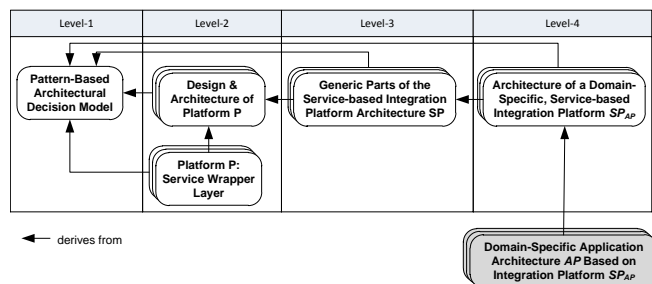 Level-1
Level-2
Level-3
Level-4
Pattern-Based
Architectural
Decision Model
Design &
Architecture of
Platform P
Generic Parts of the
Service-based Integration
Platform Architecture SP
Architecture of a Domain-
Specific, Service-based
Integration Platform SPAP
Platform P:
Service Wrapper
Layer
derives from
Domain-Specific Application
Architecture AP Based on
Integration Platform SPAP